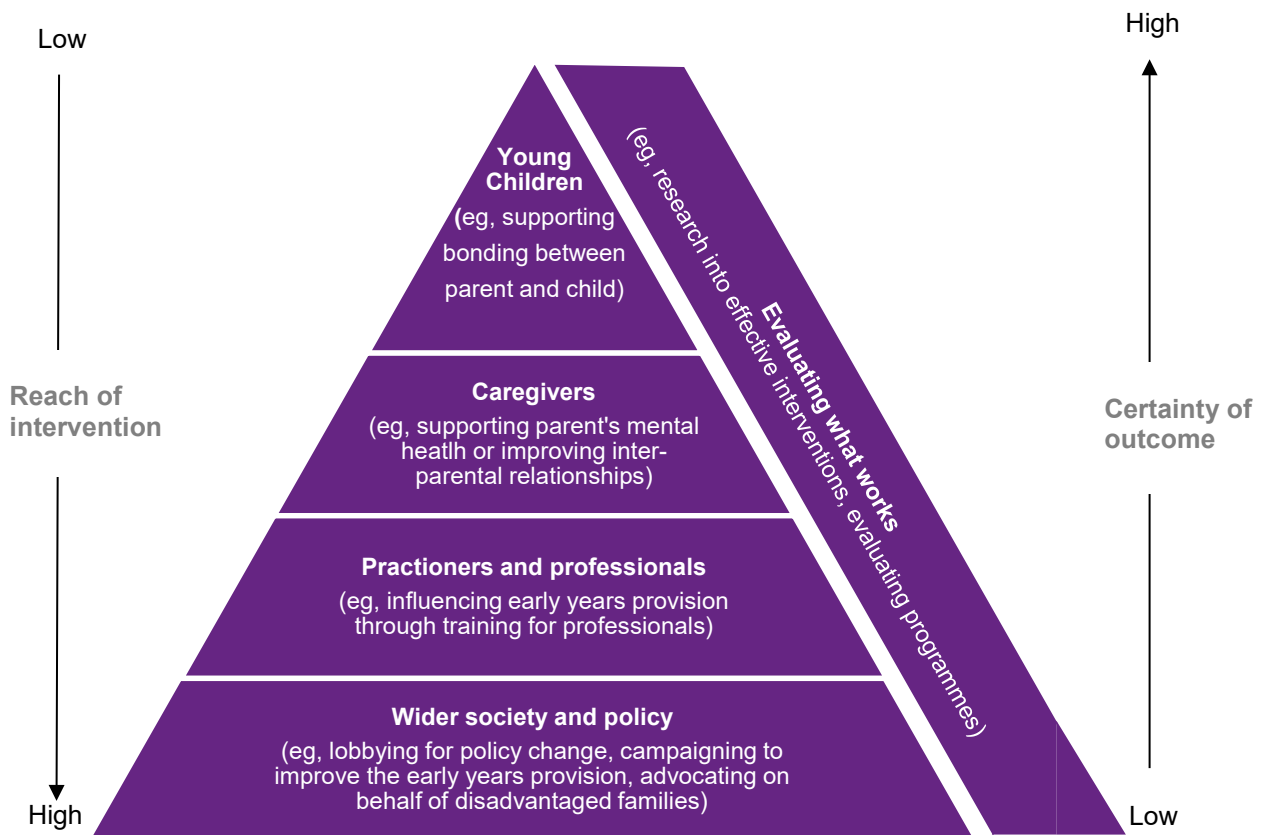 Low
High
Young
Children
(eg, supporting
bonding between
parent and child)
(eg, research into effective interventions, evaluating programmes)
Evaluating what works
Reach of
intervention
Caregivers
(eg, supporting parent's mental
heatlh or improving inter-
parental relationships)
Certainty of
outcome
Practioners and professionals
(eg, influencing early years provision
through training for professionals)
Wider society and policy
(eg, lobbying for policy change, campaigning to
improve the early years provision, advocating on
behalf of disadvantaged families)
High
Low